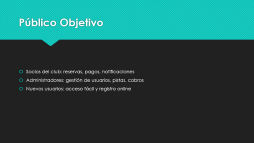 Público Objetivo
Socios del club: reservas, pagos, notificaciones
Administradores: gestión de usuarios, pistas, cobros
Nuevos usuarios: acceso fácil y registro online